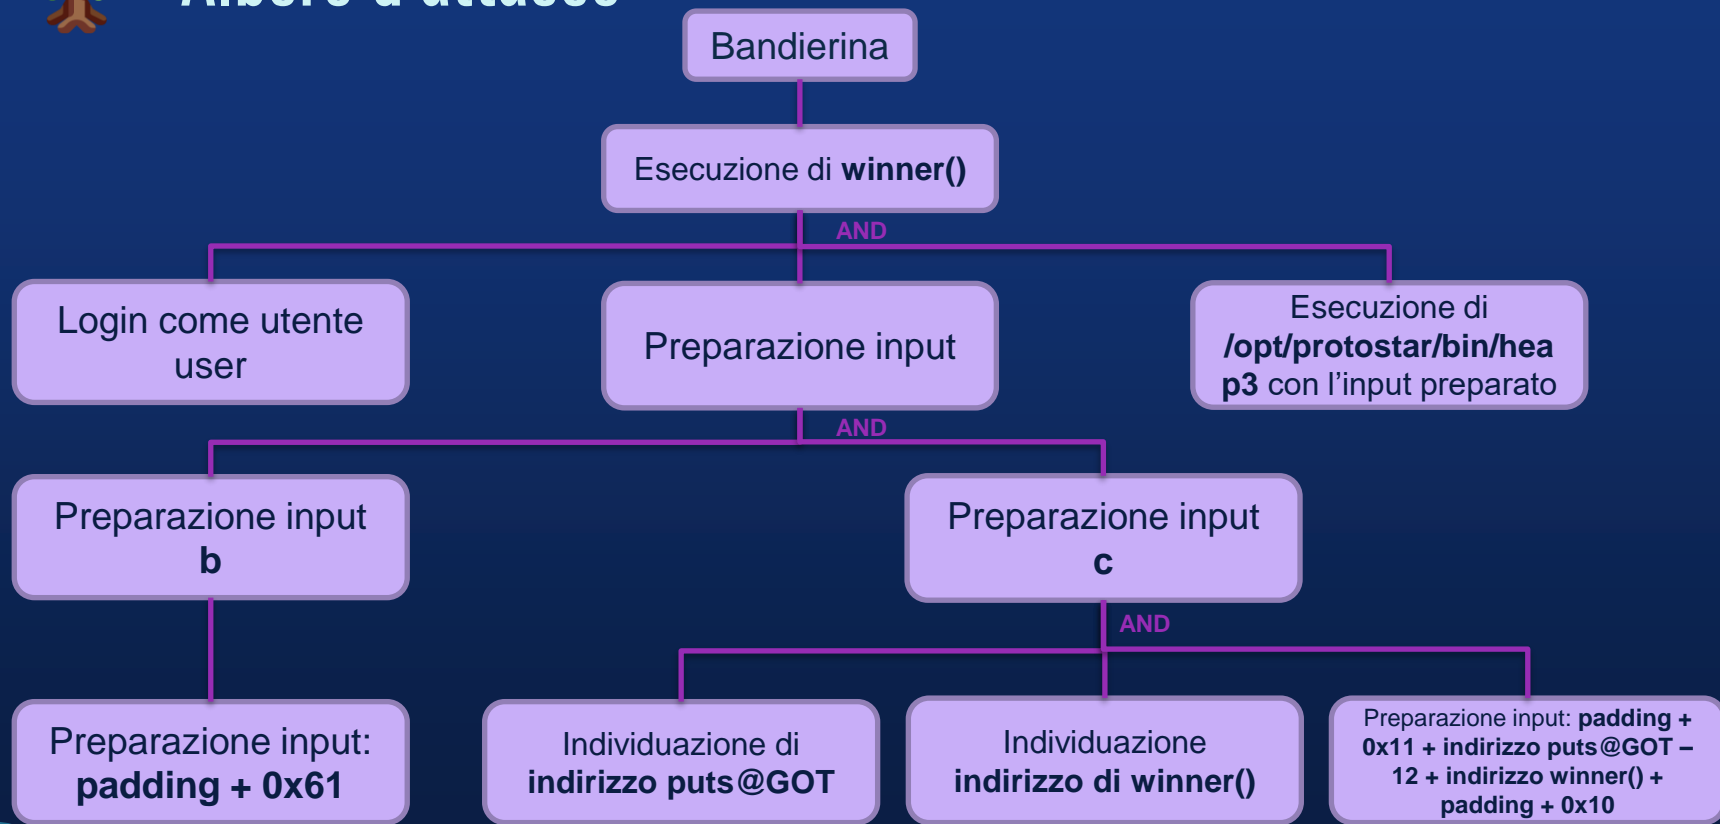 Albero d'attacco
Bandierina
Esecuzione di winner()
AND
Login come utente
user
Preparazione input
Esecuzione di
/opt/protostar/bin/hea
p3 con l’input preparato
AND
Preparazione input
b
Preparazione input
c
AND
Preparazione input:
padding + 0x61
Individuazione di
indirizzo puts@GOT
Individuazione
indirizzo di winner()
Preparazione input: padding +
0x11 + indirizzo puts@GOT –
12 + indirizzo winner() +
padding + 0x10